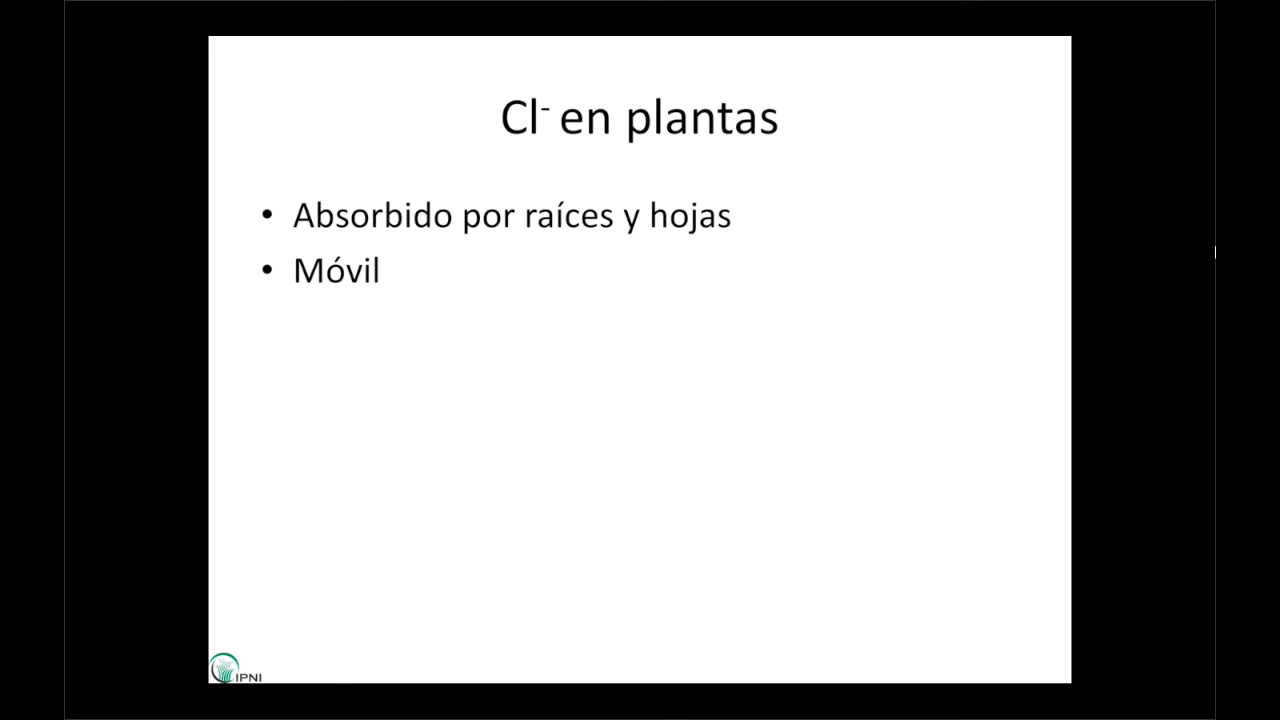 Cl⁻ en plantas
• Absorbido por raíces y hojas
• Móvil
IPNI